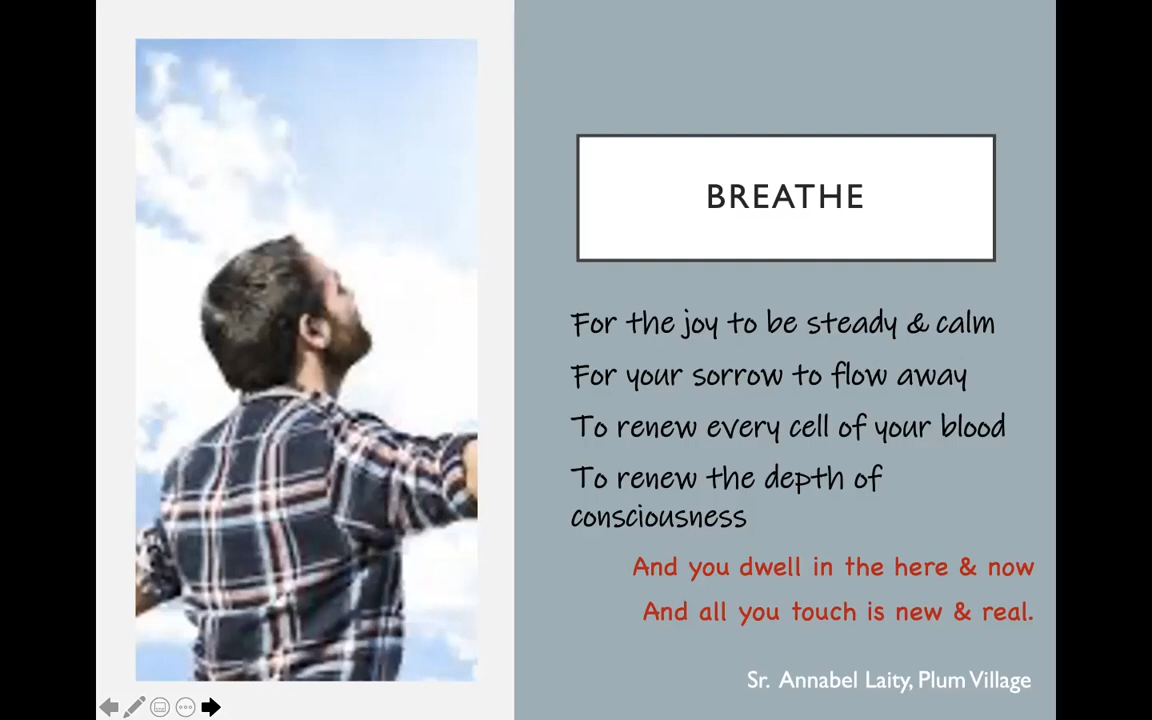 BREATHE
For the joy to be steady & calm
For your sorrow to flow away
To renew every cell of your blood
To renew the depth of
consciousness
And you dwell in the here & now
And all you touch is new & real.
Sr. Annabel Laity, Plum Village